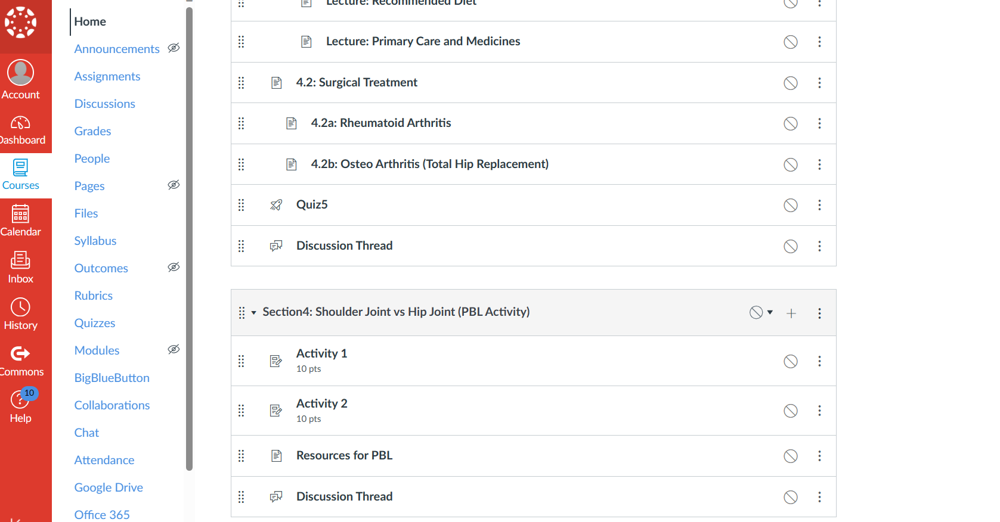 Account
Dashboard
Courses
Calendar
Inbox
History
Commons
10
Help
Home
Announcements
Assignments
Discussions
Grades
People
Pages
Files
Syllabus
Outcomes
Rubrics
Quizzes
Modules
BigBlueButton
Collaborations
Chat
Attendance
Google Drive
Office 365
Lecture: Recommended Diet
Lecture: Primary Care and Medicines
4.2: Surgical Treatment
4.2a: Rheumatoid Arthritis
4.2b: Osteo Arthritis (Total Hip Replacement)
Quiz5
Discussion Thread
Section4: Shoulder Joint vs Hip Joint (PBL Activity)
Activity 1
10 pts
Activity 2
10 pts
Resources for PBL
Discussion Thread